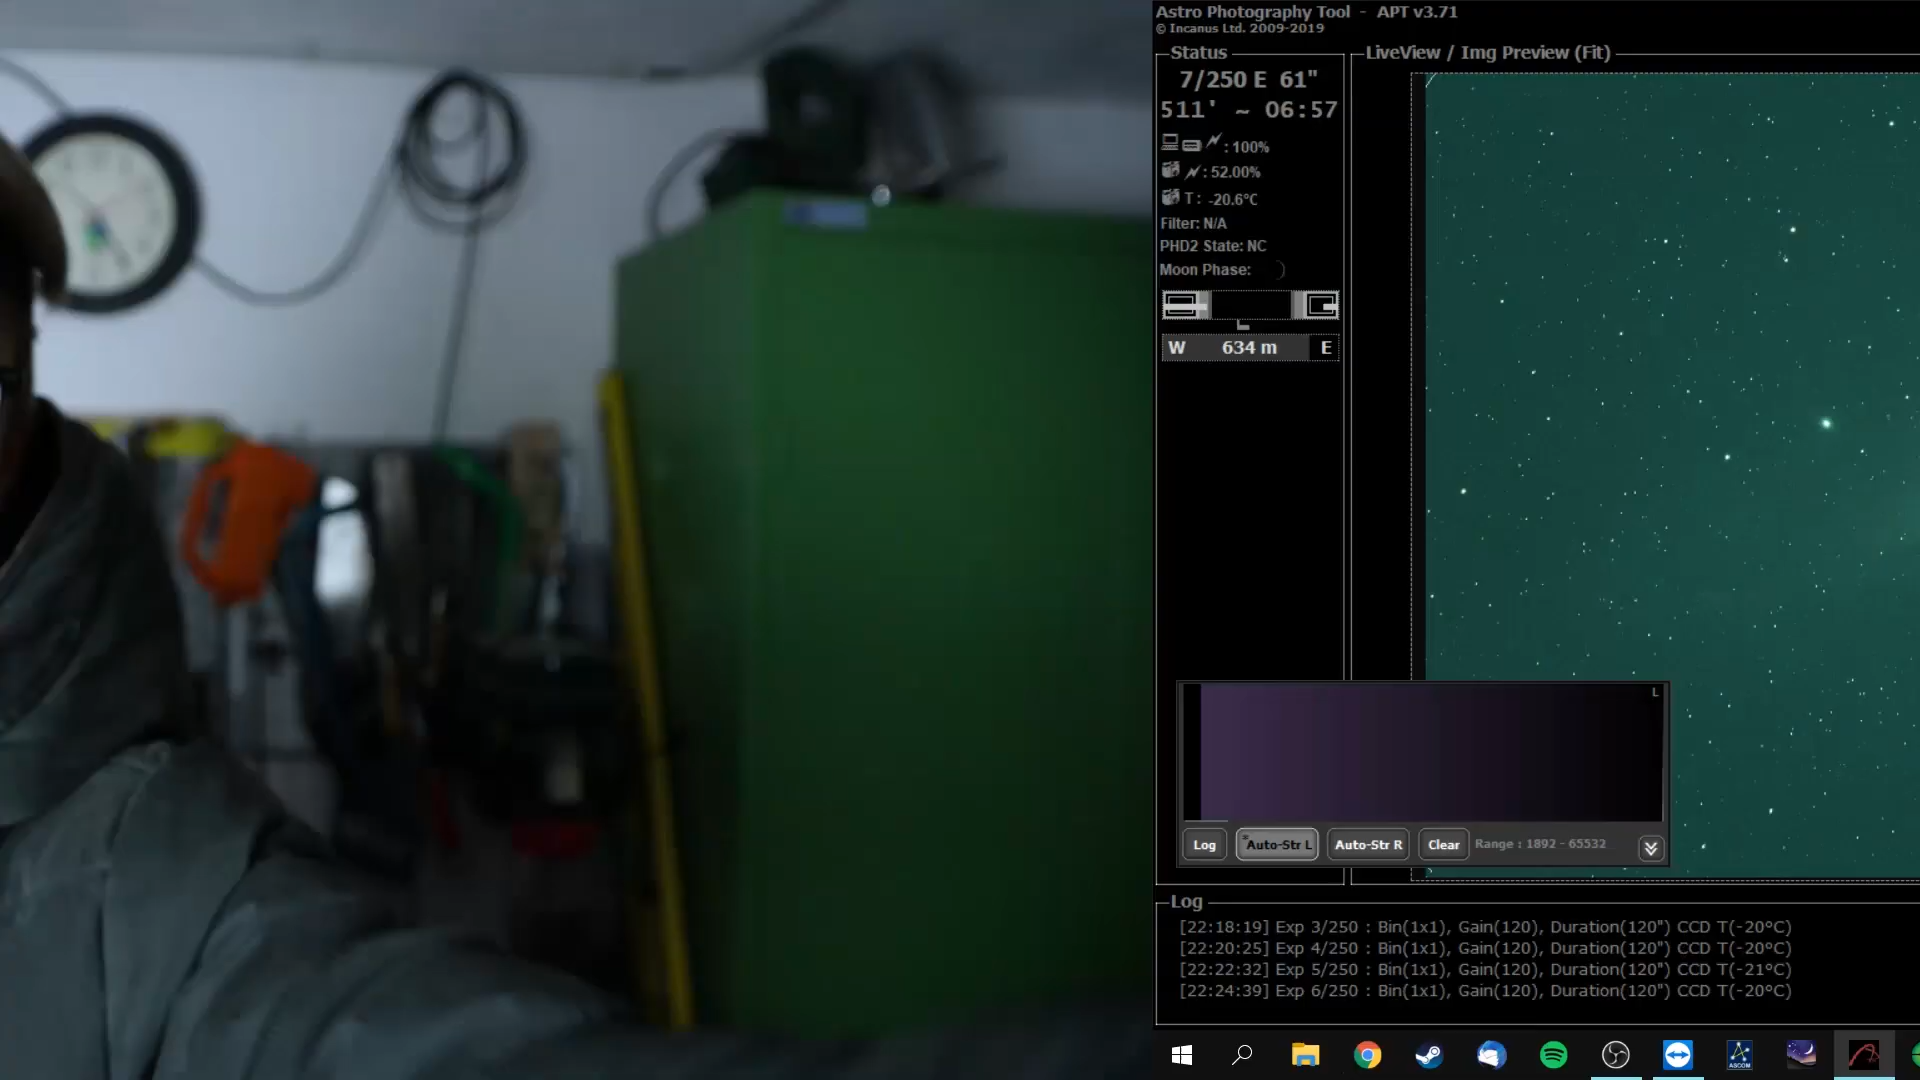 Astro Photography Tool - APT v3.71
© Incanus Ltd. 2009-2019
Status
7/250 E 61"
511' ~ 06:57
: 100%
: 52.00%
T : -20.6°C
Filter: N/A
PHD2 State: NC
Moon Phase:
W 634 m E
LiveView / Img Preview (Fit)
L
Log *Auto-Str L Auto-Str R Clear Range : 1892 - 65532
Log
[22:18:19] Exp 3/250 : Bin(1x1), Gain(120), Duration(120") CCD T(-20ºC)
[22:20:25] Exp 4/250 : Bin(1x1), Gain(120), Duration(120") CCD T(-20ºC)
[22:22:32] Exp 5/250 : Bin(1x1), Gain(120), Duration(120") CCD T(-21ºC)
[22:24:39] Exp 6/250 : Bin(1x1), Gain(120), Duration(120") CCD T(-20ºC)
ASCOM